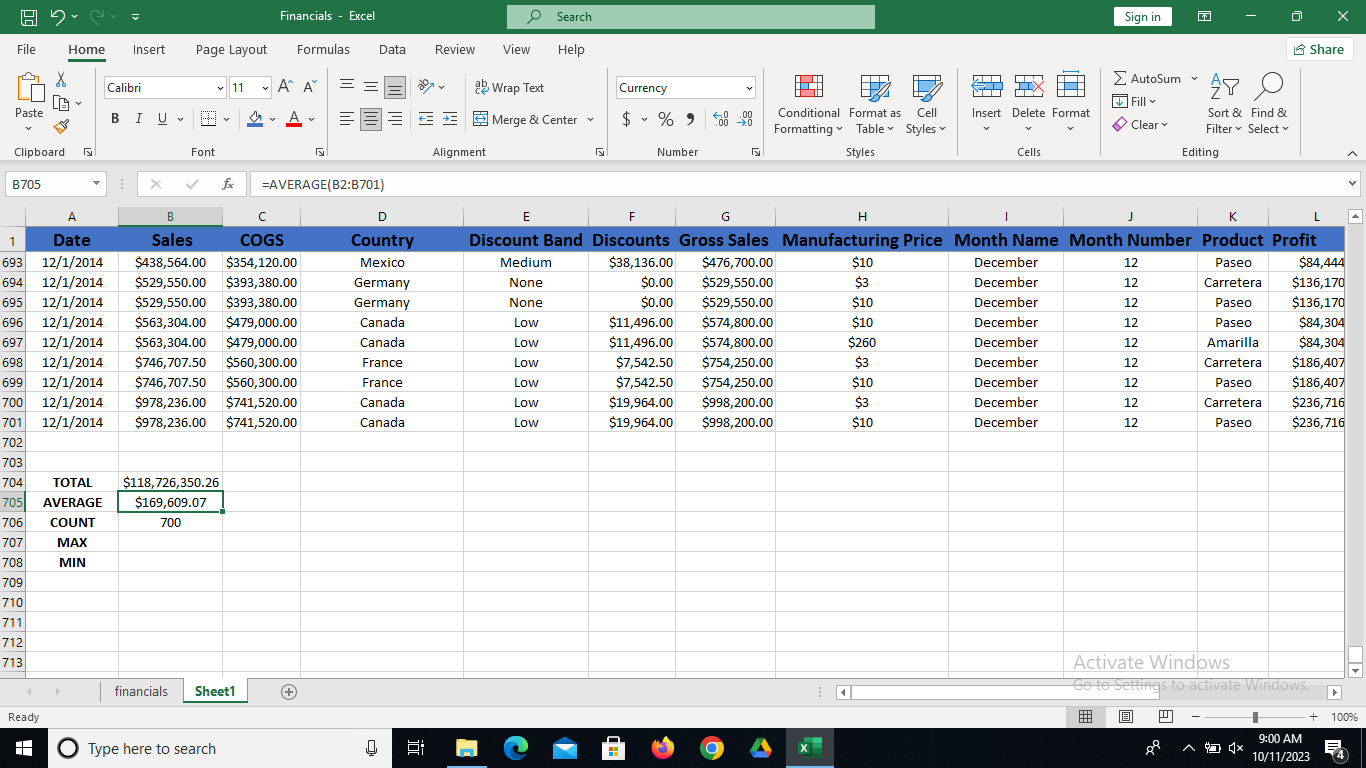 Financials - Excel
Search
Sign in
File Home Insert Page Layout Formulas Data Review View Help
Share
Paste
Clipboard
Calibri 11
B I U
Font
Wrap Text
Merge & Center
Alignment
Currency
$ % ,
Number
Conditional Formatting
Format as Table
Cell Styles
Styles
Insert Delete Format
Cells
AutoSum
Fill
Clear
Sort & Filter
Find & Select
Editing
B705 fx =AVERAGE(B2:B701)
A B C D E F G H I J K L
1 Date Sales COGS Country Discount Band Discounts Gross Sales Manufacturing Price Month Name Month Number Product Profit
693 12/1/2014 $438,564.00 $354,120.00 Mexico Medium $38,136.00 $476,700.00 $10 December 12 Paseo $84,444
694 12/1/2014 $529,550.00 $393,380.00 Germany None $0.00 $529,550.00 $3 December 12 Carretera $136,170
695 12/1/2014 $529,550.00 $393,380.00 Germany None $0.00 $529,550.00 $10 December 12 Paseo $136,170
696 12/1/2014 $563,304.00 $479,000.00 Canada Low $11,496.00 $574,800.00 $10 December 12 Paseo $84,304
697 12/1/2014 $563,304.00 $479,000.00 Canada Low $11,496.00 $574,800.00 $260 December 12 Amarilla $84,304
698 12/1/2014 $746,707.50 $560,300.00 France Low $7,542.50 $754,250.00 $3 December 12 Carretera $186,407
699 12/1/2014 $746,707.50 $560,300.00 France Low $7,542.50 $754,250.00 $10 December 12 Paseo $186,407
700 12/1/2014 $978,236.00 $741,520.00 Canada Low $19,964.00 $998,200.00 $3 December 12 Carretera $236,716
701 12/1/2014 $978,236.00 $741,520.00 Canada Low $19,964.00 $998,200.00 $10 December 12 Paseo $236,716
702
703
704 TOTAL $118,726,350.26
705 AVERAGE $169,609.07
706 COUNT 700
707 MAX
708 MIN
709
710
711
712
713
Activate Windows
Go to Settings to activate Windows.
financials Sheet1
Ready
100%
Type here to search
9:00 AM
10/11/2023
4